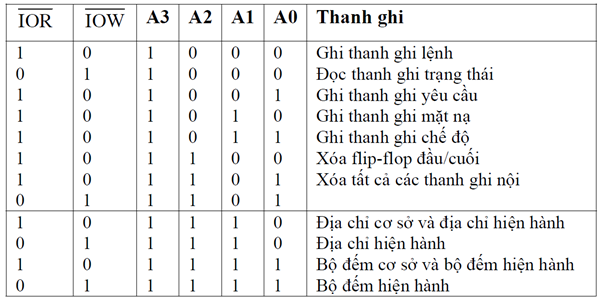 IOR IOW A3 A2 A1 A0 Thanh ghi
1 0 1 0 0 0 Ghi thanh ghi lệnh
0 1 1 0 0 0 Đọc thanh ghi trạng thái
1 0 1 0 0 1 Ghi thanh ghi yêu cầu
1 0 1 0 1 0 Ghi thanh ghi mặt nạ
1 0 1 0 1 1 Ghi thanh ghi chế độ
1 0 1 1 0 0 Xóa flip-flop đầu/cuối
1 0 1 1 0 1 Xóa tất cả các thanh ghi nội
0 1 1 1 0 1
1 0 1 1 1 0 Địa chỉ cơ sở và địa chỉ hiện hành
0 1 1 1 1 0 Địa chỉ hiện hành
1 0 1 1 1 1 Bộ đếm cơ sở và bộ đếm hiện hành
0 1 1 1 1 1 Bộ đếm hiện hành